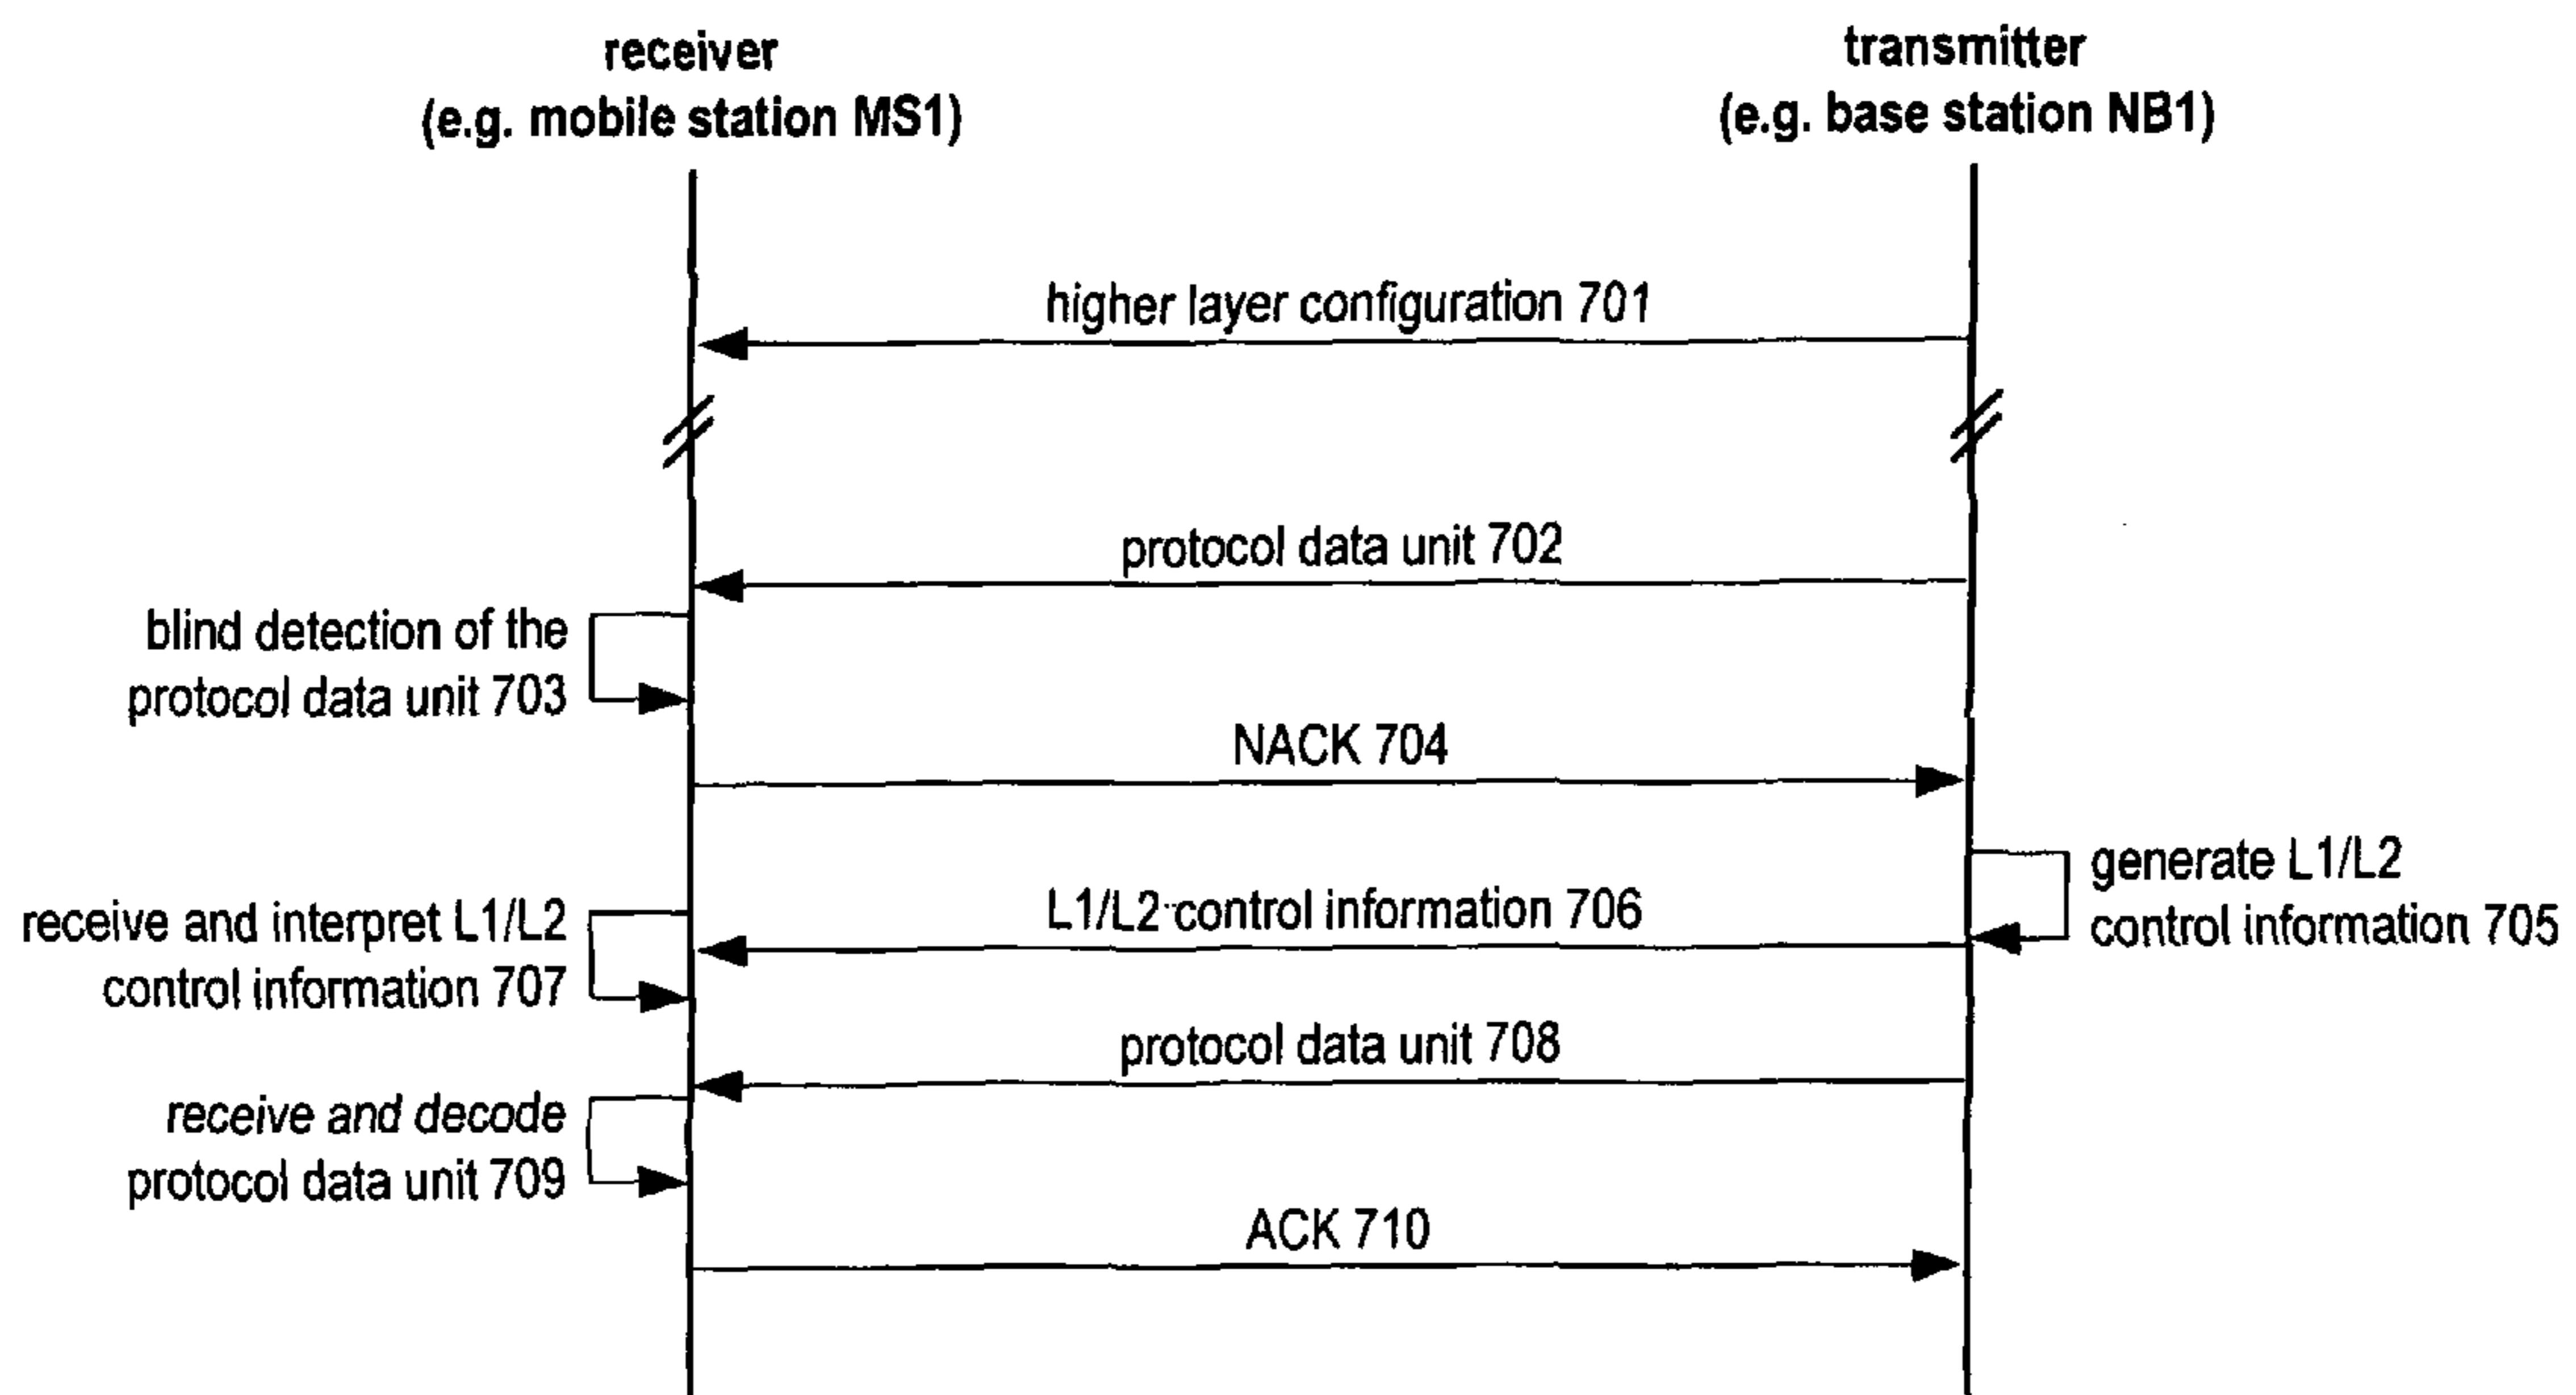 receiver
(e.g. mobile station MS1)
transmitter
(e.g. base station NB1)
higher layer configuration 701
protocol data unit 702
blind detection of the
protocol data unit 703
NACK 704
generate L1/L2
control information 705
L1/L2 control information 706
receive and interpret L1/L2
control information 707
protocol data unit 708
receive and decode
protocol data unit 709
ACK 710